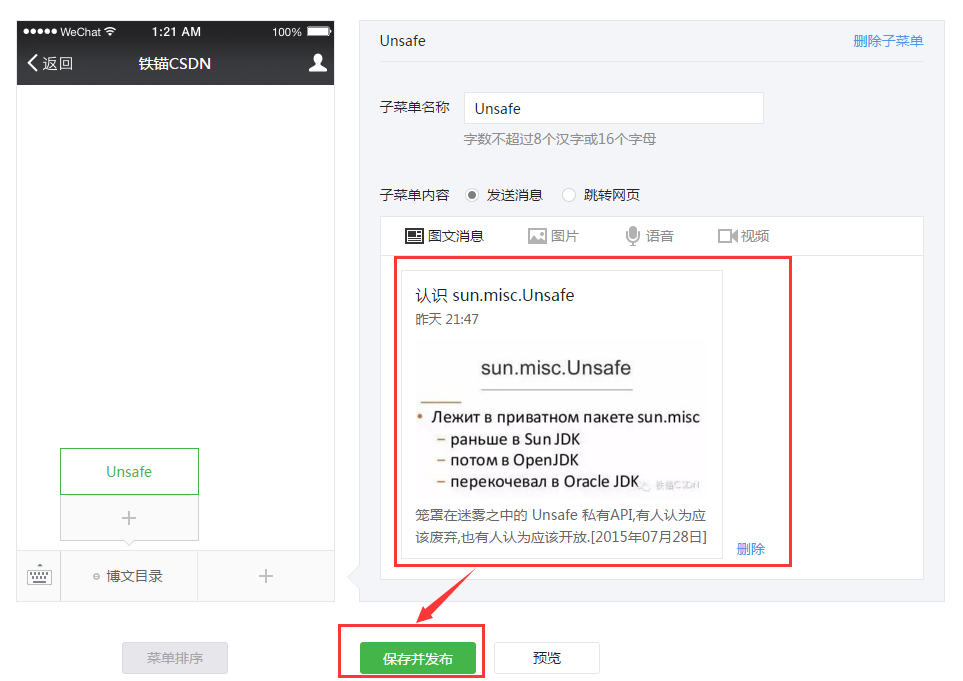 ●●●●● WeChat 1:21 AM 100%
返回 铁锚CSDN
Unsafe
博文目录
菜单排序
Unsafe 删除子菜单
子菜单名称 Unsafe
字数不超过8个汉字或16个字母
子菜单内容 发送消息 跳转网页
图文消息 图片 语音 视频
认识 sun.misc.Unsafe
昨天 21:47
sun.misc.Unsafe
• Лежит в приватном пакете sun.misc
– раньше в Sun JDK
– потом в OpenJDK
– перекочевал в Oracle JDK
铁锚CSDN
笼罩在迷雾之中的 Unsafe 私有API,有人认为应
该废弃,也有人认为应该开放.[2015年07月28日]
删除
保存并发布 预览